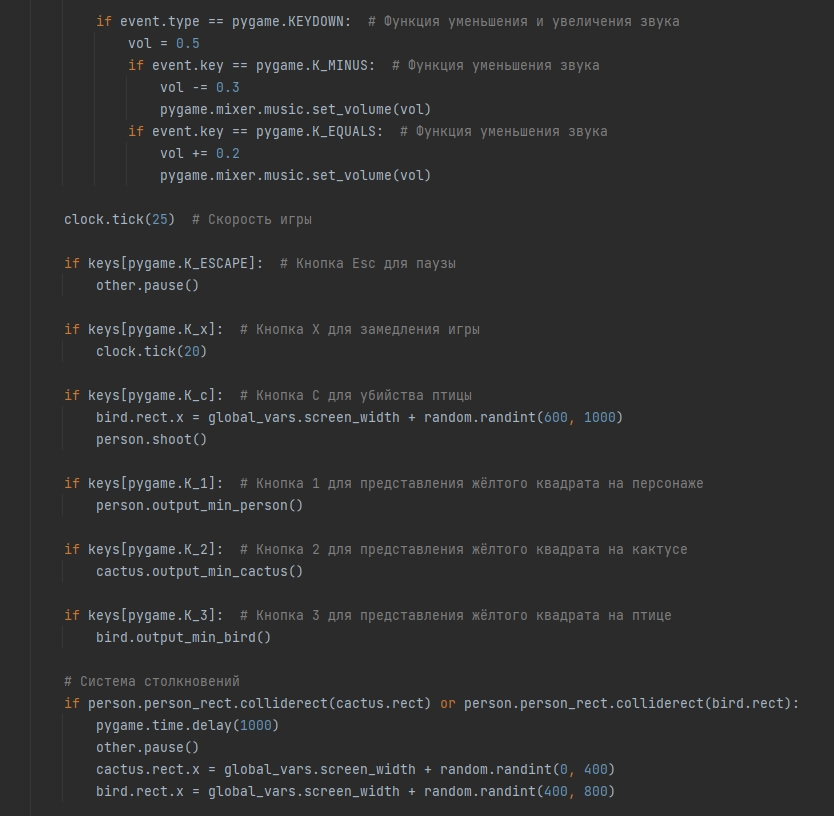 if event.type == pygame.KEYDOWN:  # Функция уменьшения и увеличения звука
vol = 0.5
if event.key == pygame.K_MINUS:  # Функция уменьшения звука
vol -= 0.3
pygame.mixer.music.set_volume(vol)
if event.key == pygame.K_EQUALS:  # Функция уменьшения звука
vol += 0.2
pygame.mixer.music.set_volume(vol)
clock.tick(25)  # Скорость игры
if keys[pygame.K_ESCAPE]:  # Кнопка Esc для паузы
other.pause()
if keys[pygame.K_x]:  # Кнопка X для замедления игры
clock.tick(20)
if keys[pygame.K_c]:  # Кнопка C для убийства птицы
bird.rect.x = global_vars.screen_width + random.randint(600, 1000)
person.shoot()
if keys[pygame.K_1]:  # Кнопка 1 для представления жёлтого квадрата на персонаже
person.output_min_person()
if keys[pygame.K_2]:  # Кнопка 2 для представления жёлтого квадрата на кактусе
cactus.output_min_cactus()
if keys[pygame.K_3]:  # Кнопка 3 для представления жёлтого квадрата на птице
bird.output_min_bird()
# Система столкновений
if person.person_rect.colliderect(cactus.rect) or person.person_rect.colliderect(bird.rect):
pygame.time.delay(1000)
other.pause()
cactus.rect.x = global_vars.screen_width + random.randint(0, 400)
bird.rect.x = global_vars.screen_width + random.randint(400, 800)